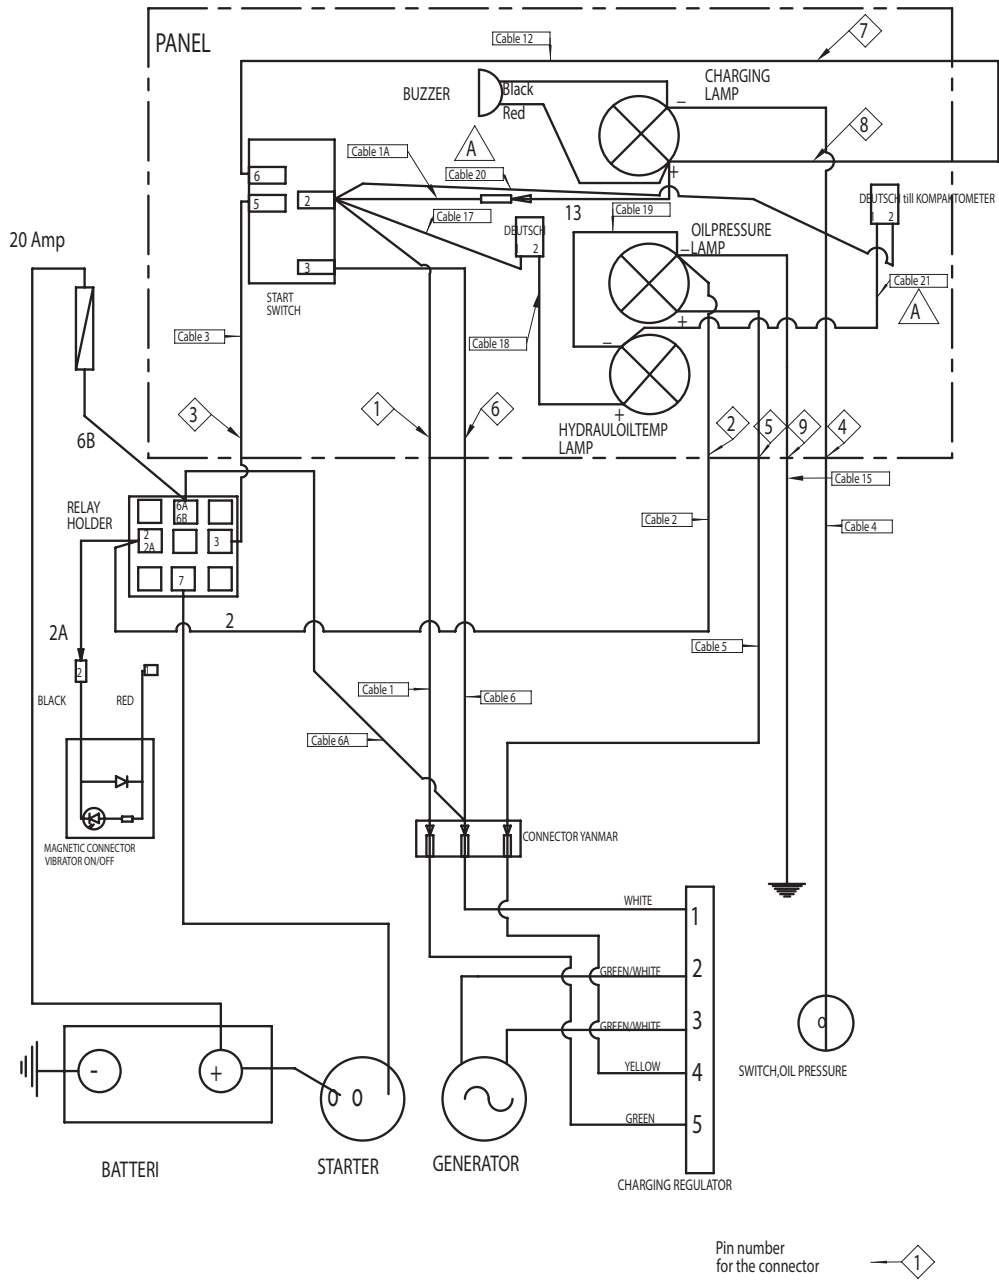 PANEL
Cable 12
7
BUZZER
Black
Red
CHARGING
LAMP
−
+
8
A
Cable 1A
Cable 20
6
5
2
3
START
SWITCH
13
Cable 17
DEUTSCH
1 2
Cable 19
OILPRESSURE
LAMP
−
+
DEUTSCH till KOMPAKTOMETER
1 2
Cable 21
A
20 Amp
Cable 3
Cable 18
−
+
HYDRAULOILTEMP
LAMP
3
1
6
2
5
9
4
6B
Cable 15
RELAY
HOLDER
6A
6B
2
2A
3
7
Cable 2
Cable 4
2
2A
2
BLACK
RED
Cable 5
Cable 1
Cable 6
Cable 6A
MAGNETIC CONNECTOR
VIBRATOR ON/OFF
CONNECTOR YANMAR
WHITE
1
GREEN/WHITE
2
GREEN/WHITE
3
YELLOW
4
GREEN
5
CHARGING REGULATOR
O
SWITCH,OIL PRESSURE
-
+
BATTERI
0 0
STARTER
GENERATOR
Pin number
for the connector
1